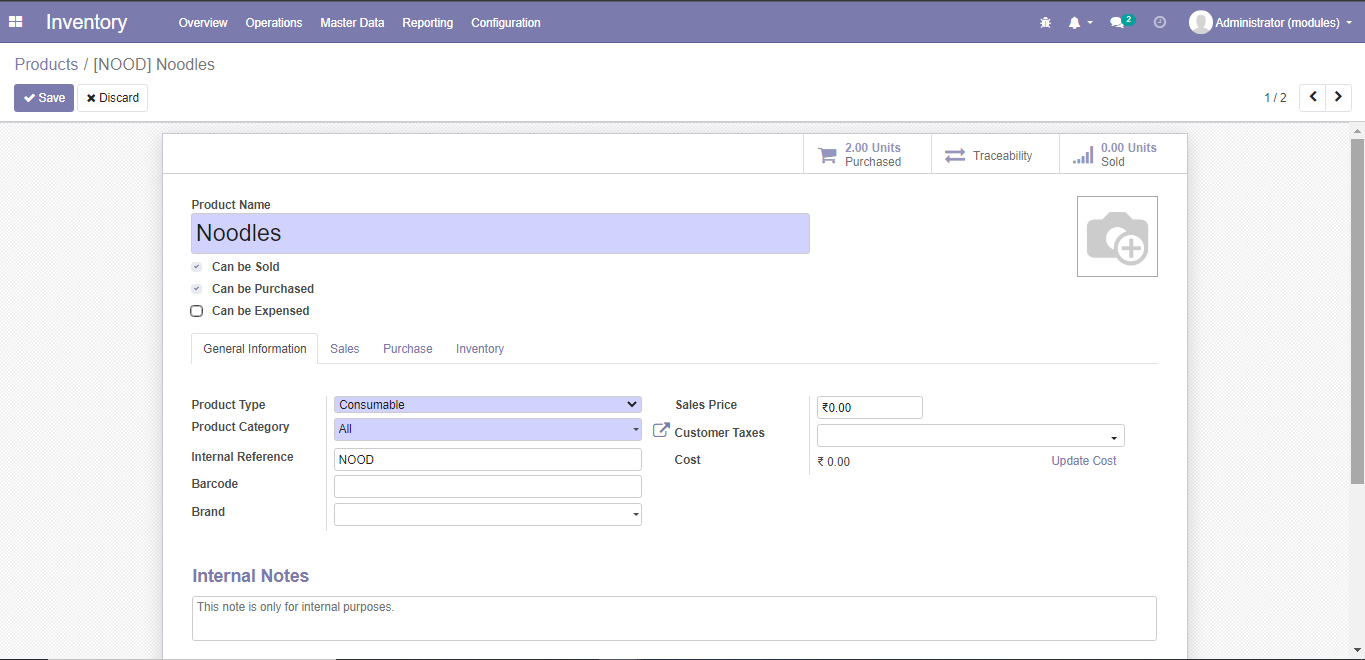 Inventory Overview Operations Master Data Reporting Configuration 2 Administrator (modules)
Products / [NOOD] Noodles
Save Discard 1 / 2
2.00 Units
Purchased
Traceability
0.00 Units
Sold
Product Name
Noodles
Can be Sold
Can be Purchased
Can be Expensed
General Information Sales Purchase Inventory
Product Type Consumable
Product Category All
Internal Reference NOOD
Barcode
Brand
Sales Price ₹0.00
Customer Taxes
Cost ₹ 0.00 Update Cost
Internal Notes
This note is only for internal purposes.